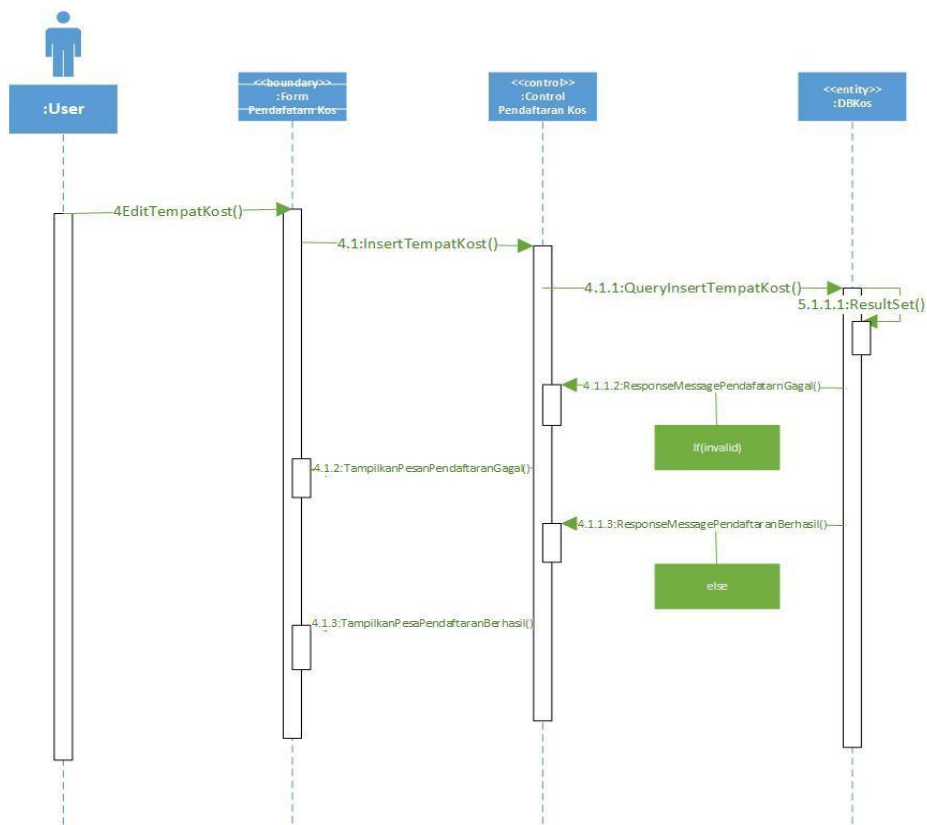 :User
<<boundary>>
:Form
Pendafatarn Kos
<<control>>
:Control
Pendaftaran Kos
<<entity>>
:DBKos
4EditTempatKost()
4.1:InsertTempatKost()
4.1.1:QueryInsertTempatKost()
5.1.1.1:ResultSet()
4.1.1.2:ResponseMessagePendafatarnGagal()
If(invalid)
4.1.2:TampilkanPesanPendaftaranGagal()
4.1.1.3:ResponseMessagePendaftaranBerhasil()
else
4.1.3:TampilkanPesaPendaftaranBerhasil()